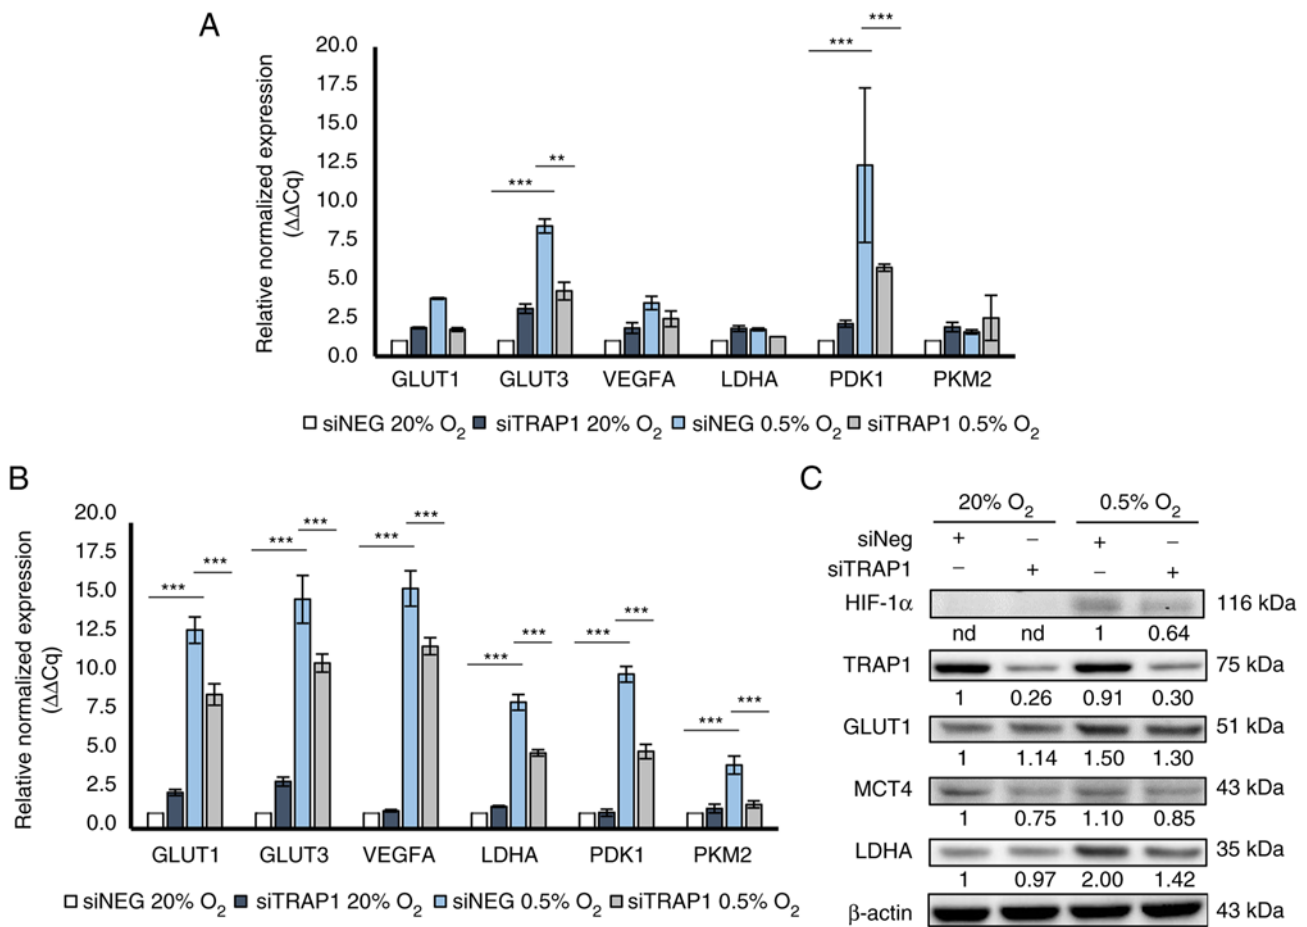 A
Relative normalized expression
(ΔΔCq)
20.0
17.5
15.0
12.5
10.0
7.5
5.0
2.5
0.0
***
**
***
***
GLUT1 GLUT3 VEGFA LDHA PDK1 PKM2
siNEG 20% O2 siTRAP1 20% O2 siNEG 0.5% O2 siTRAP1 0.5% O2
B
Relative normalized expression
(ΔΔCq)
20.0
17.5
15.0
12.5
10.0
7.5
5.0
2.5
0.0
*** ***
*** ***
*** ***
*** ***
*** ***
*** ***
GLUT1 GLUT3 VEGFA LDHA PDK1 PKM2
siNEG 20% O2 siTRAP1 20% O2 siNEG 0.5% O2 siTRAP1 0.5% O2
C
20% O2 0.5% O2
siNeg + – + –
siTRAP1 – + – +
HIF-1α 116 kDa
nd nd 1 0.64
TRAP1 75 kDa
1 0.26 0.91 0.30
GLUT1 51 kDa
1 1.14 1.50 1.30
MCT4 43 kDa
1 0.75 1.10 0.85
LDHA 35 kDa
1 0.97 2.00 1.42
β-actin 43 kDa